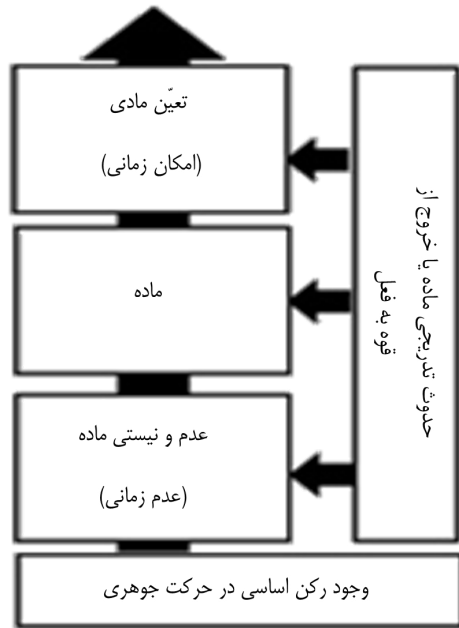 تعیّن مادی
(امکان زمانی)
ماده
عدم و نیستی ماده
(عدم زمانی)
حدوث تدریجی ماده یا خروج از
قوه به فعل
وجود رکن اساسی در حرکت جوهری